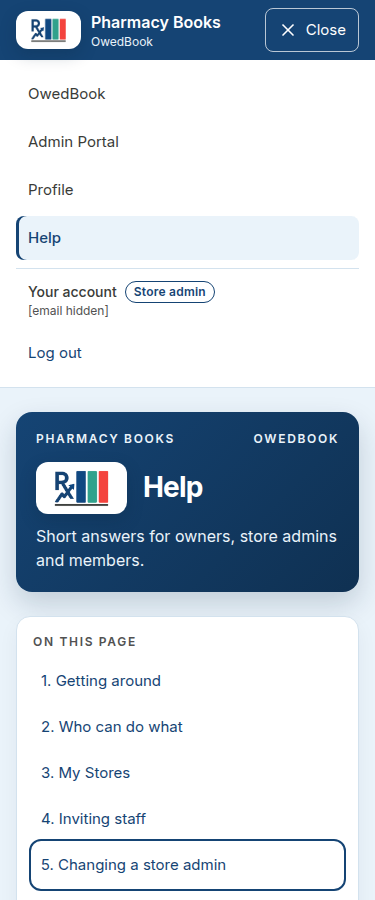 Pharmacy Books
OwedBook
Close
OwedBook
Admin Portal
Profile
Help
Your account Store admin
[email hidden]
Log out
PHARMACY BOOKS OWEDBOOK
Help
Short answers for owners, store admins
and members.
ON THIS PAGE
1. Getting around
2. Who can do what
3. My Stores
4. Inviting staff
5. Changing a store admin